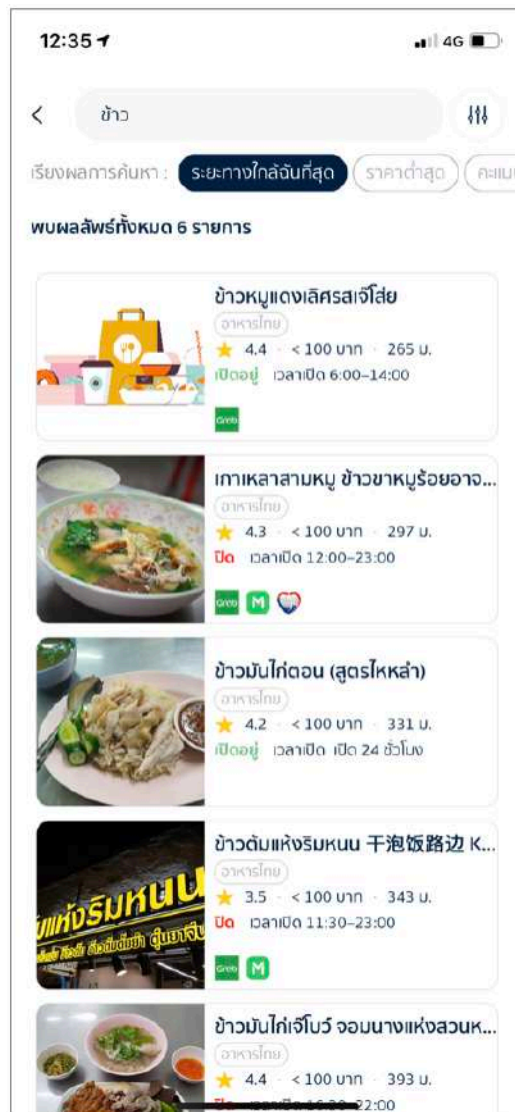 12:35
4G
ข้าว
เรียงผลการค้นหา : ระยะทางใกล้ฉันที่สุด ราคาต่ำสุด
พบผลลัพธ์ทั้งหมด 6 รายการ
ข้าวหมูแดงเลิศรสเจ๊โส่ย
อาหารไทย
4.4 · < 100 บาท · 265 ม.
เปิดอยู่ เวลาเปิด 6:00–14:00
Grab
เกาเหลาสามหมู ข้าวขาหมูร้อยอาจ...
อาหารไทย
4.3 · < 100 บาท · 297 ม.
ปิด เวลาเปิด 12:00–23:00
Grab M
ข้าวมันไก่ตอน (สูตรไหหลำ)
อาหารไทย
4.2 · < 100 บาท · 331 ม.
เปิดอยู่ เวลาเปิด เปิด 24 ชั่วโมง
ข้าวต้มแห้งริมหนน 干泡饭路边 K...
อาหารไทย
3.5 · < 100 บาท · 343 ม.
ปิด เวลาเปิด 11:30–23:00
Grab M
ข้าวมันไก่เจ๊โบว์ จอมนางแห่งสวนห...
อาหารไทย
4.4 · < 100 บาท · 393 ม.